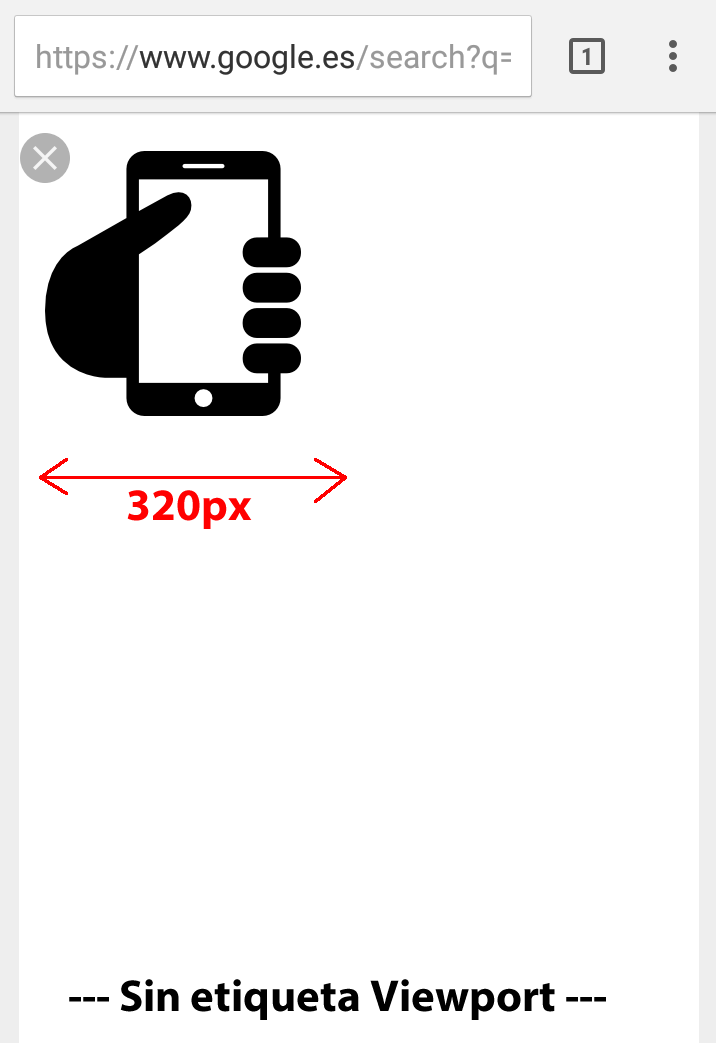 https://www.google.es/search?q=
1
320px
--- Sin etiqueta Viewport ---